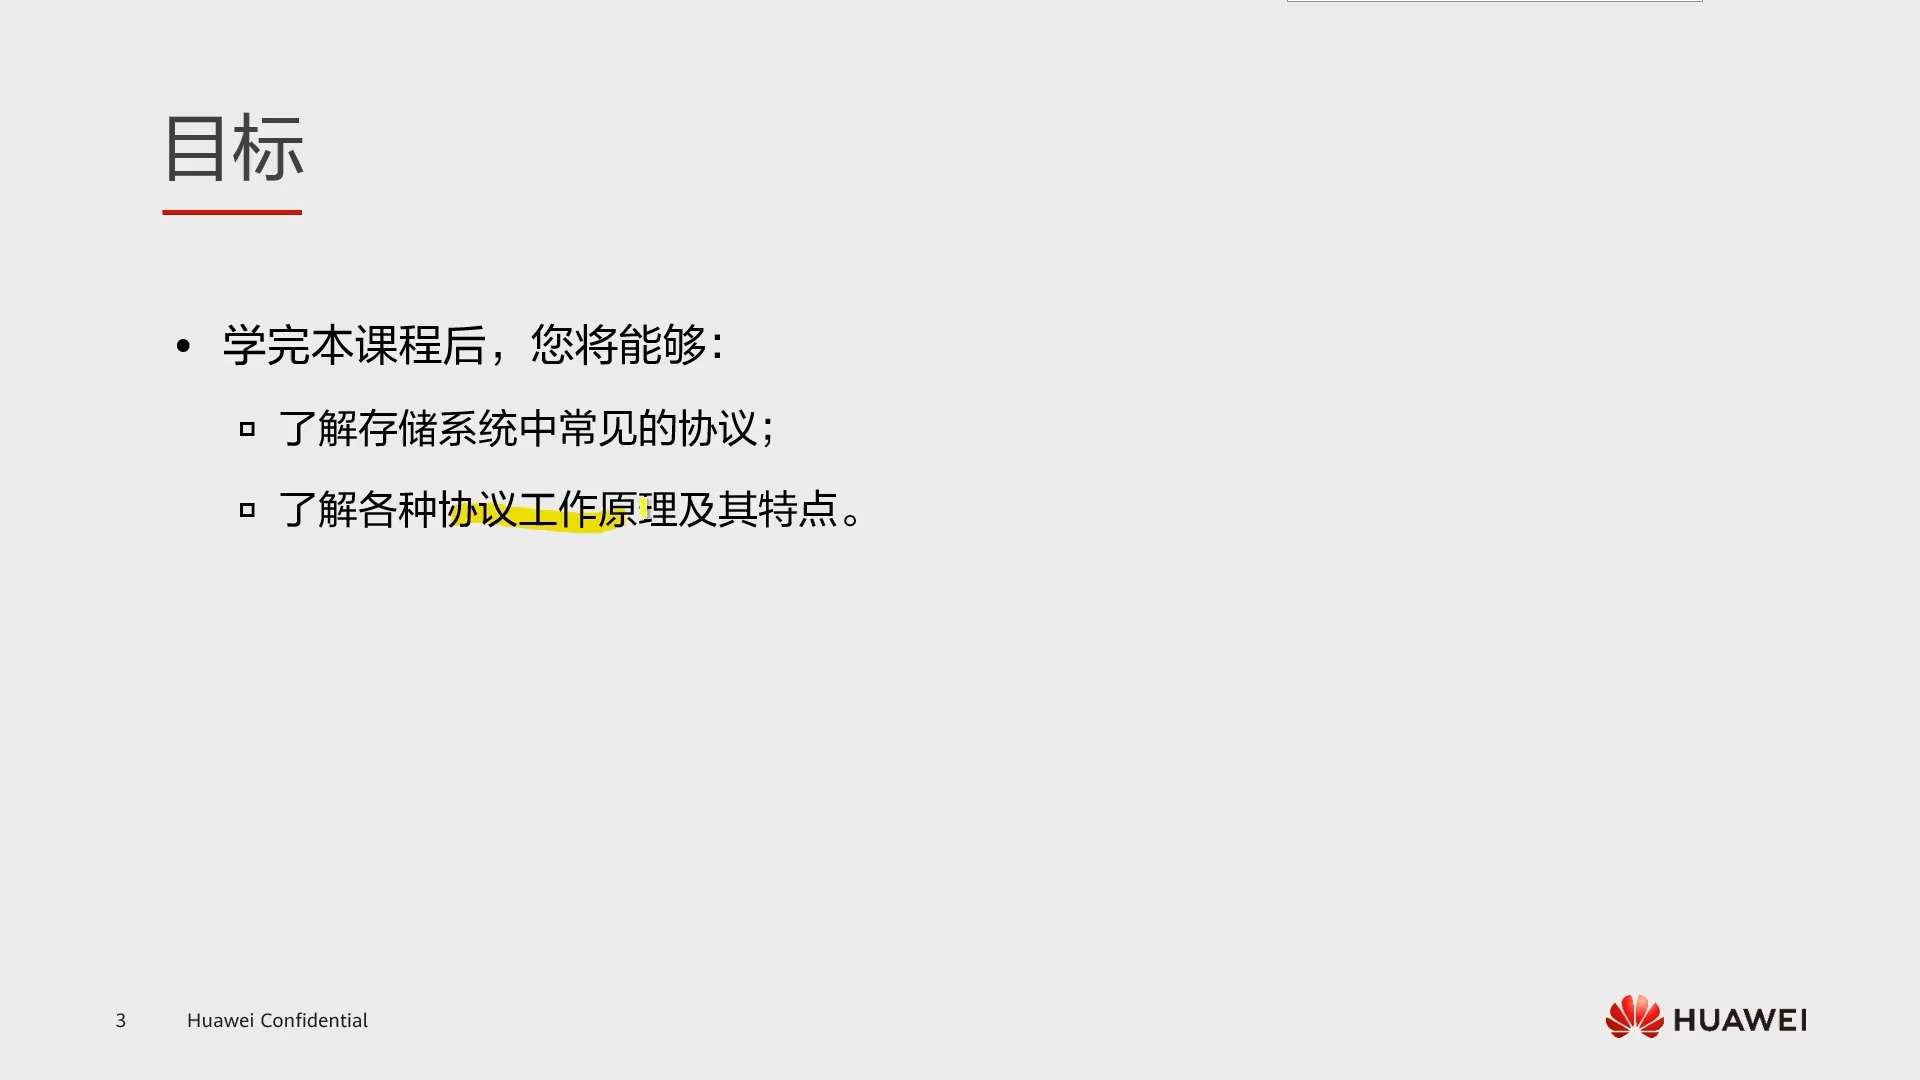 目标
• 学完本课程后，您将能够：
▫ 了解存储系统中常见的协议；
▫ 了解各种协议工作原理及其特点。
3 Huawei Confidential
HUAWEI